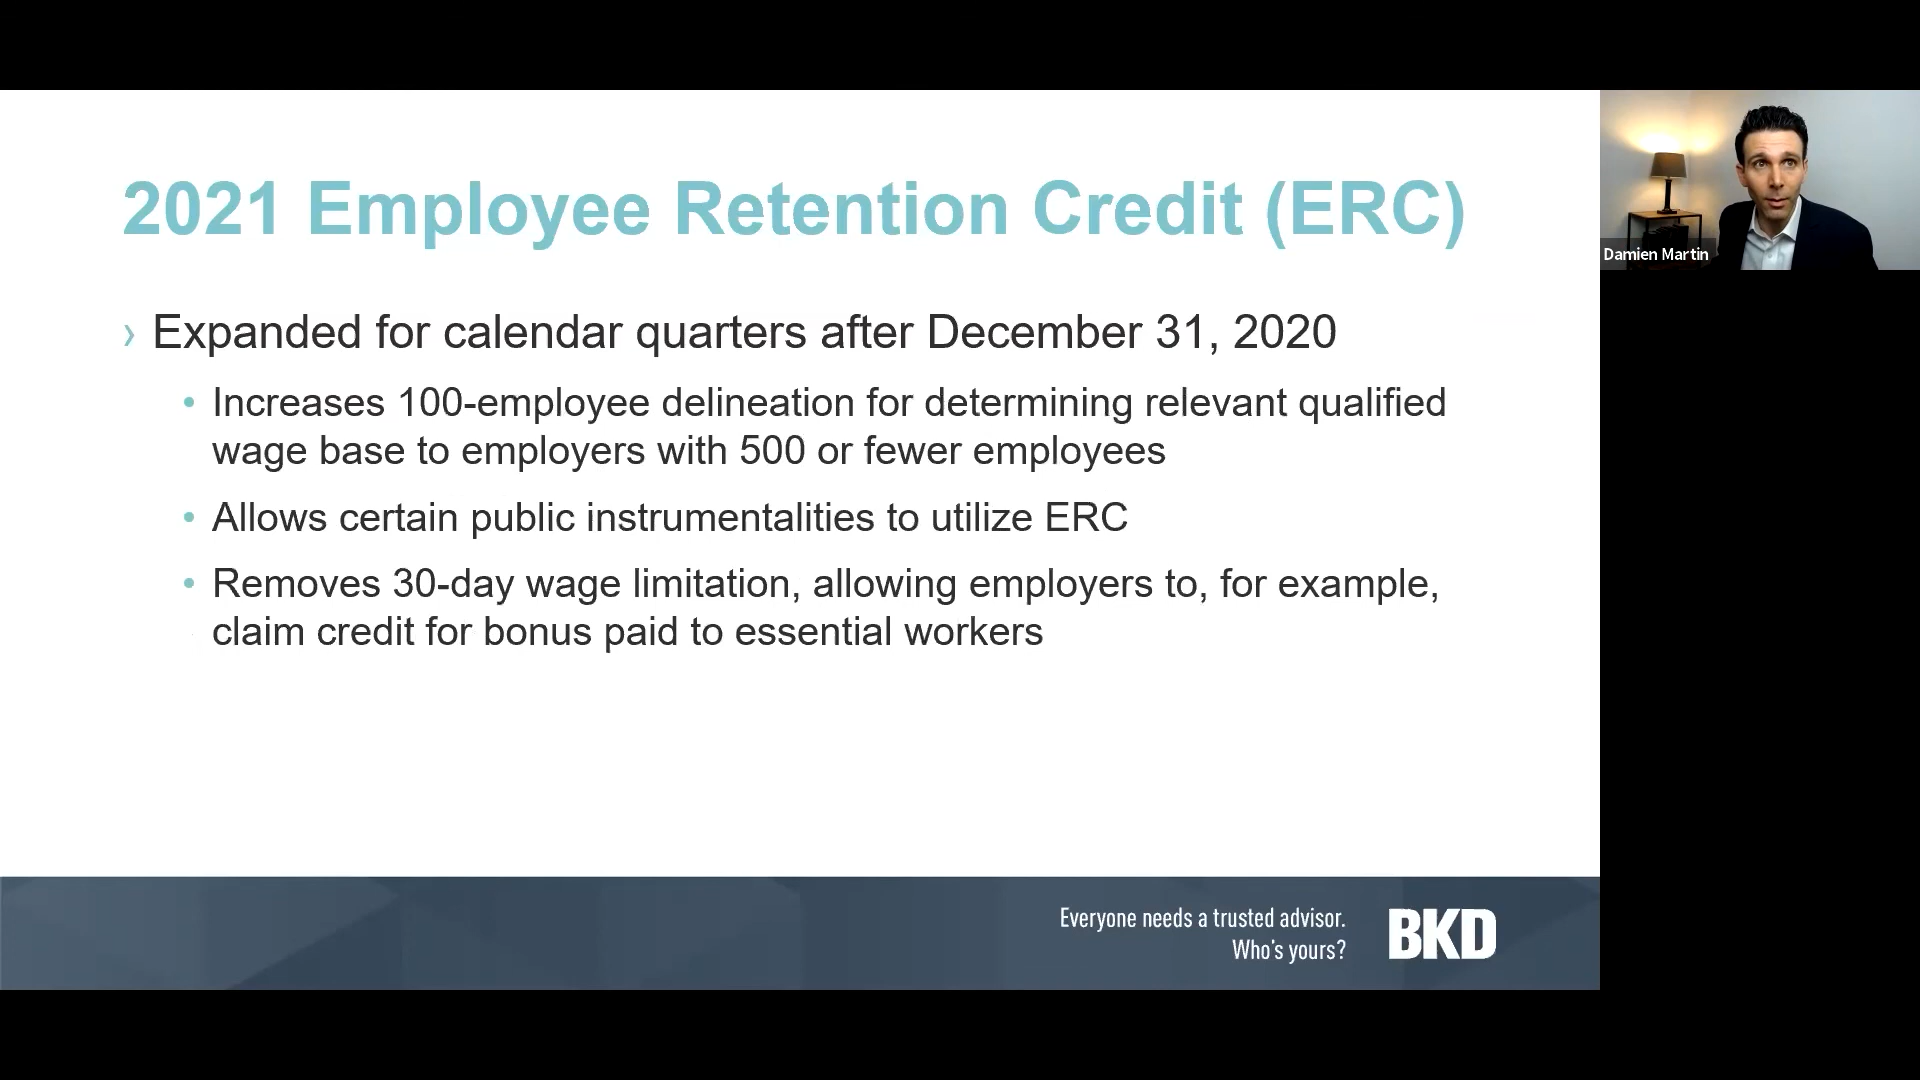 2021 Employee Retention Credit (ERC)
› Expanded for calendar quarters after December 31, 2020
• Increases 100-employee delineation for determining relevant qualified
wage base to employers with 500 or fewer employees
• Allows certain public instrumentalities to utilize ERC
• Removes 30-day wage limitation, allowing employers to, for example,
claim credit for bonus paid to essential workers
Everyone needs a trusted advisor.
Who's yours?
BKD
Damien Martin